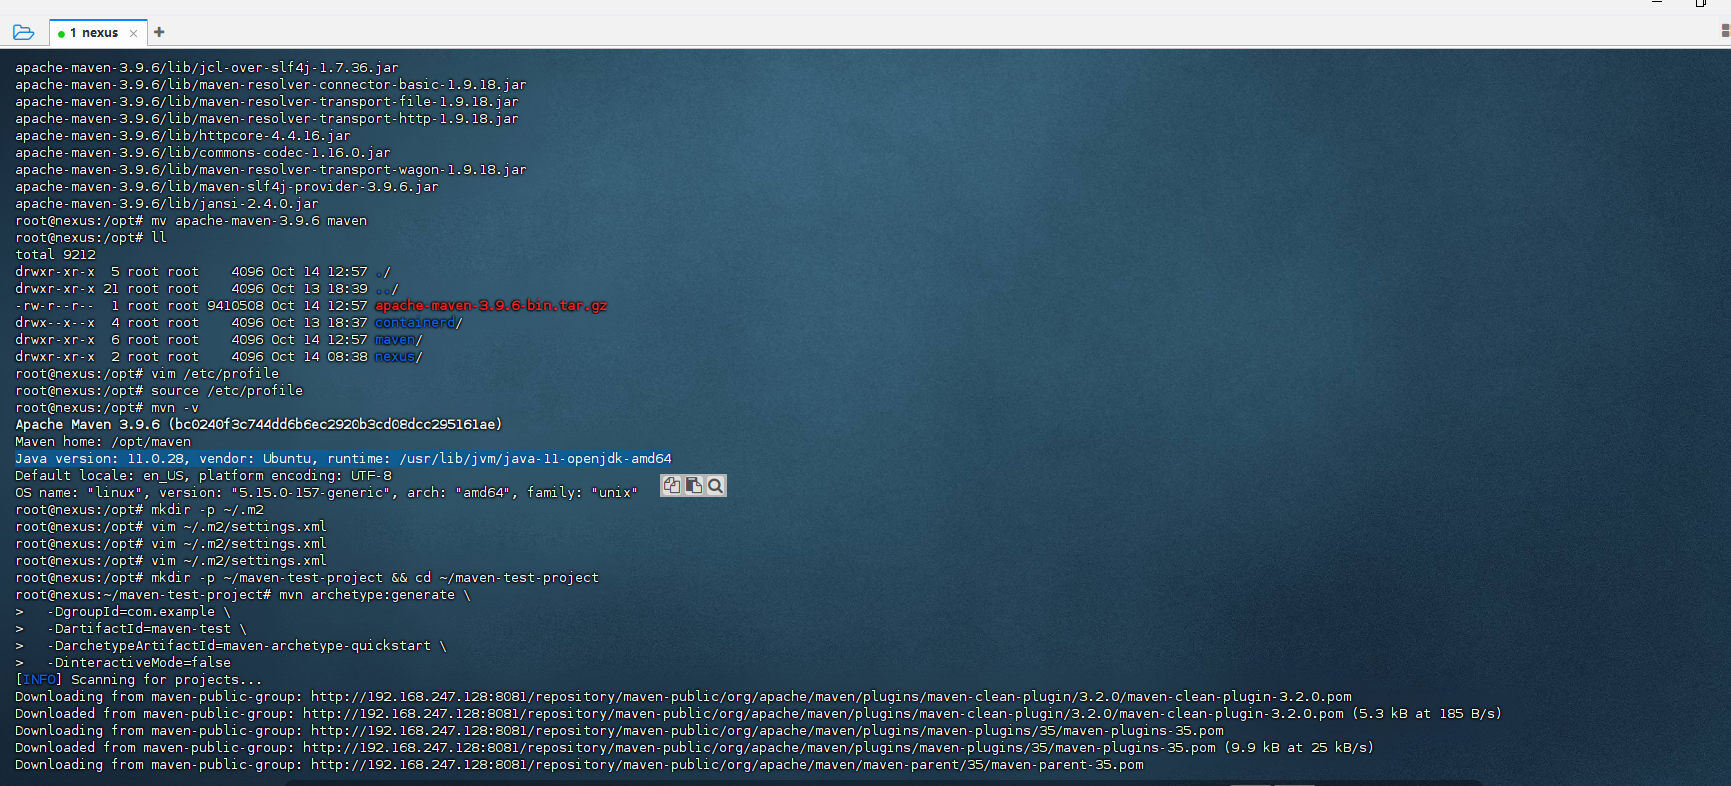 1 nexus × +
apache-maven-3.9.6/lib/jcl-over-slf4j-1.7.36.jar
apache-maven-3.9.6/lib/maven-resolver-connector-basic-1.9.18.jar
apache-maven-3.9.6/lib/maven-resolver-transport-file-1.9.18.jar
apache-maven-3.9.6/lib/maven-resolver-transport-http-1.9.18.jar
apache-maven-3.9.6/lib/httpcore-4.4.16.jar
apache-maven-3.9.6/lib/commons-codec-1.16.0.jar
apache-maven-3.9.6/lib/maven-resolver-transport-wagon-1.9.18.jar
apache-maven-3.9.6/lib/maven-slf4j-provider-3.9.6.jar
apache-maven-3.9.6/lib/jansi-2.4.0.jar
root@nexus:/opt# mv apache-maven-3.9.6 maven
root@nexus:/opt# ll
total 9212
drwxr-xr-x  5 root root    4096 Oct 14 12:57 ./
drwxr-xr-x 21 root root    4096 Oct 13 18:39 ../
-rw-r--r--  1 root root 9410508 Oct 14 12:57 apache-maven-3.9.6-bin.tar.gz
drwx--x--x  4 root root    4096 Oct 13 18:37 containerd/
drwxr-xr-x  6 root root    4096 Oct 14 12:57 maven/
drwxr-xr-x  2 root root    4096 Oct 14 08:38 nexus/
root@nexus:/opt# vim /etc/profile
root@nexus:/opt# source /etc/profile
root@nexus:/opt# mvn -v
Apache Maven 3.9.6 (bc0240f3c744dd6b6ec2920b3cd08dcc295161ae)
Maven home: /opt/maven
Java version: 11.0.28, vendor: Ubuntu, runtime: /usr/lib/jvm/java-11-openjdk-amd64
Default locale: en_US, platform encoding: UTF-8
OS name: "linux", version: "5.15.0-157-generic", arch: "amd64", family: "unix"
root@nexus:/opt# mkdir -p ~/.m2
root@nexus:/opt# vim ~/.m2/settings.xml
root@nexus:/opt# vim ~/.m2/settings.xml
root@nexus:/opt# vim ~/.m2/settings.xml
root@nexus:/opt# mkdir -p ~/maven-test-project && cd ~/maven-test-project
root@nexus:~/maven-test-project# mvn archetype:generate \
>   -DgroupId=com.example \
>   -DartifactId=maven-test \
>   -DarchetypeArtifactId=maven-archetype-quickstart \
>   -DinteractiveMode=false
[INFO] Scanning for projects...
Downloading from maven-public-group: http://192.168.247.128:8081/repository/maven-public/org/apache/maven/plugins/maven-clean-plugin/3.2.0/maven-clean-plugin-3.2.0.pom
Downloaded from maven-public-group: http://192.168.247.128:8081/repository/maven-public/org/apache/maven/plugins/maven-clean-plugin/3.2.0/maven-clean-plugin-3.2.0.pom (5.3 kB at 185 B/s)
Downloading from maven-public-group: http://192.168.247.128:8081/repository/maven-public/org/apache/maven/plugins/maven-plugins/35/maven-plugins-35.pom
Downloaded from maven-public-group: http://192.168.247.128:8081/repository/maven-public/org/apache/maven/plugins/maven-plugins/35/maven-plugins-35.pom (9.9 kB at 25 kB/s)
Downloading from maven-public-group: http://192.168.247.128:8081/repository/maven-public/org/apache/maven/maven-parent/35/maven-parent-35.pom